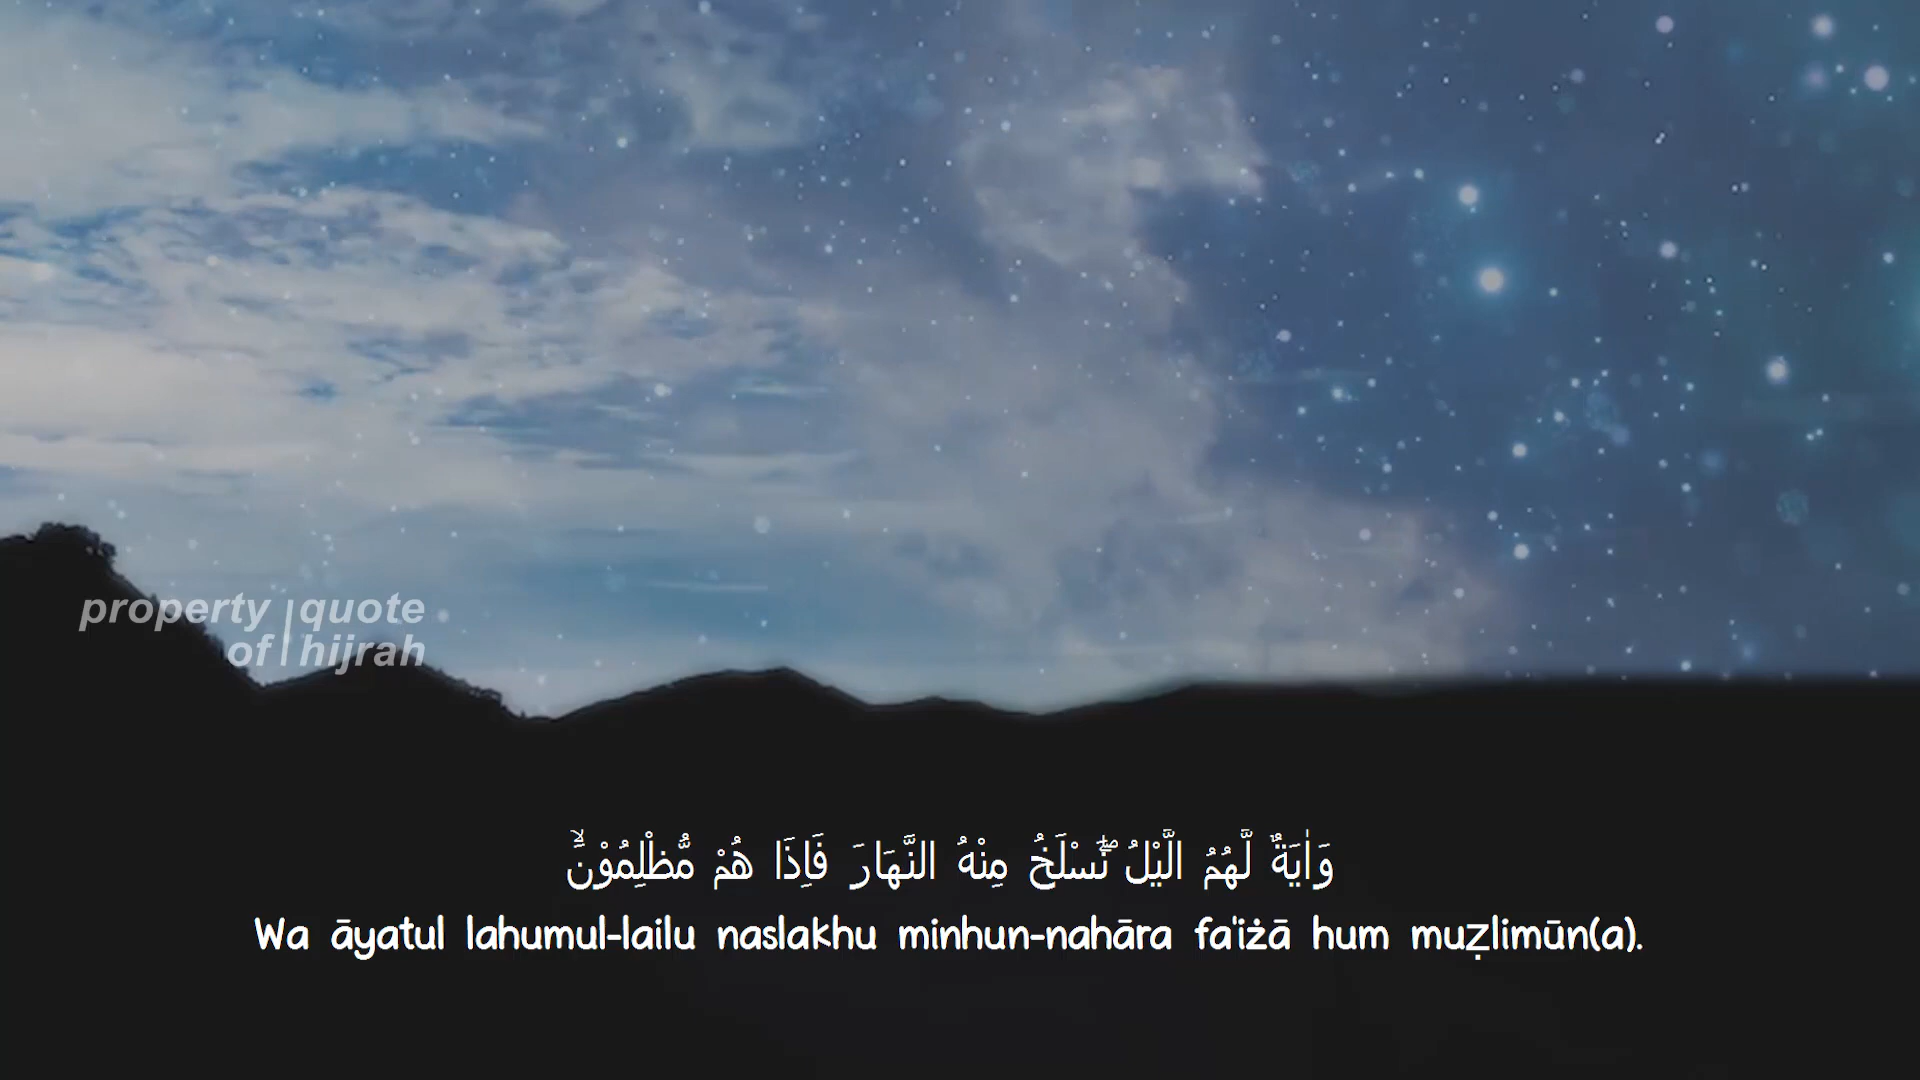 property | quote
of | hijrah
وَاٰيَةٌ لَّهُمُ الَّيْلُ ۖنَسْلَخُ مِنْهُ النَّهَارَ فَاِذَا هُمْ مُّظْلِمُوْنَۙ
Wa āyatul lahumul-lailu naslakhu minhun-nahāra fa'iżā hum muẓlimūn(a).